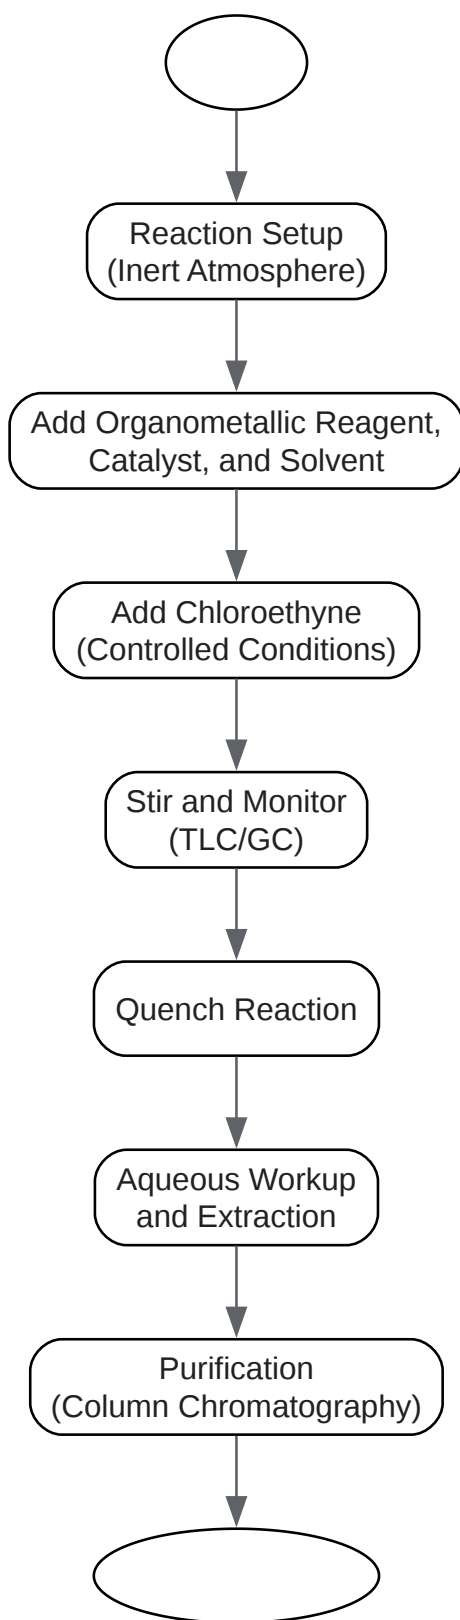 Reaction Setup
(Inert Atmosphere)
Add Organometallic Reagent,
Catalyst, and Solvent
Add Chloroethyne
(Controlled Conditions)
Stir and Monitor
(TLC/GC)
Quench Reaction
Aqueous Workup
and Extraction
Purification
(Column Chromatography)